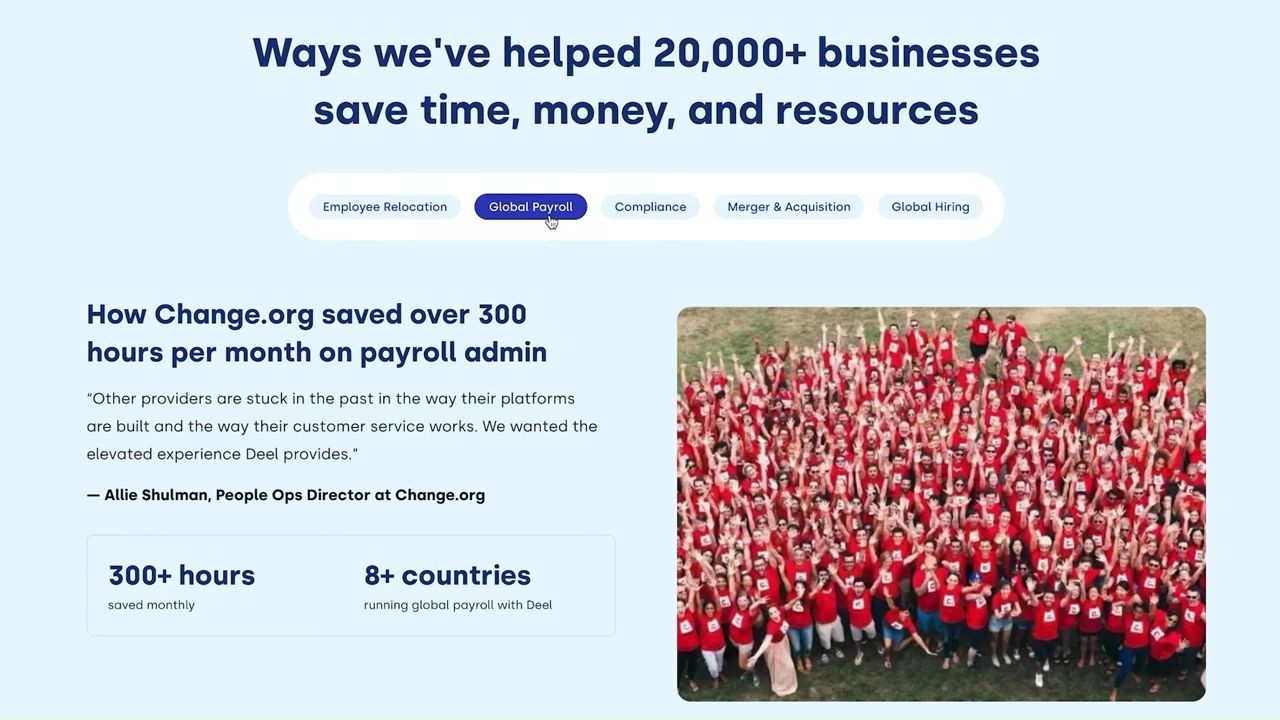 Ways we've helped 20,000+ businesses
save time, money, and resources
Employee Relocation
Global Payroll
Compliance
Merger & Acquisition
Global Hiring
How Change.org saved over 300
hours per month on payroll admin
“Other providers are stuck in the past in the way their platforms
are built and the way their customer service works. We wanted the
elevated experience Deel provides.”
— Allie Shulman, People Ops Director at Change.org
300+ hours
saved monthly
8+ countries
running global payroll with Deel